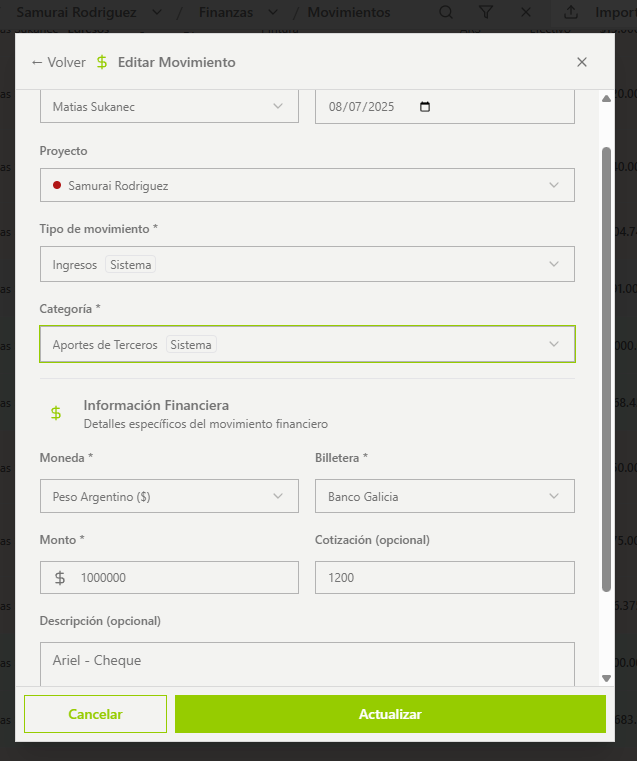 Samurai Rodriguez / Finanzas / Movimientos Import
← Volver $ Editar Movimiento
Matias Sukanec 08/07/2025
Proyecto
Samurai Rodriguez
Tipo de movimiento *
Ingresos Sistema
Categoría *
Aportes de Terceros Sistema
$ Información Financiera
Detalles específicos del movimiento financiero
Moneda * Billetera *
Peso Argentino ($) Banco Galicia
Monto * Cotización (opcional)
$ 1000000 1200
Descripción (opcional)
Ariel - Cheque
Cancelar Actualizar